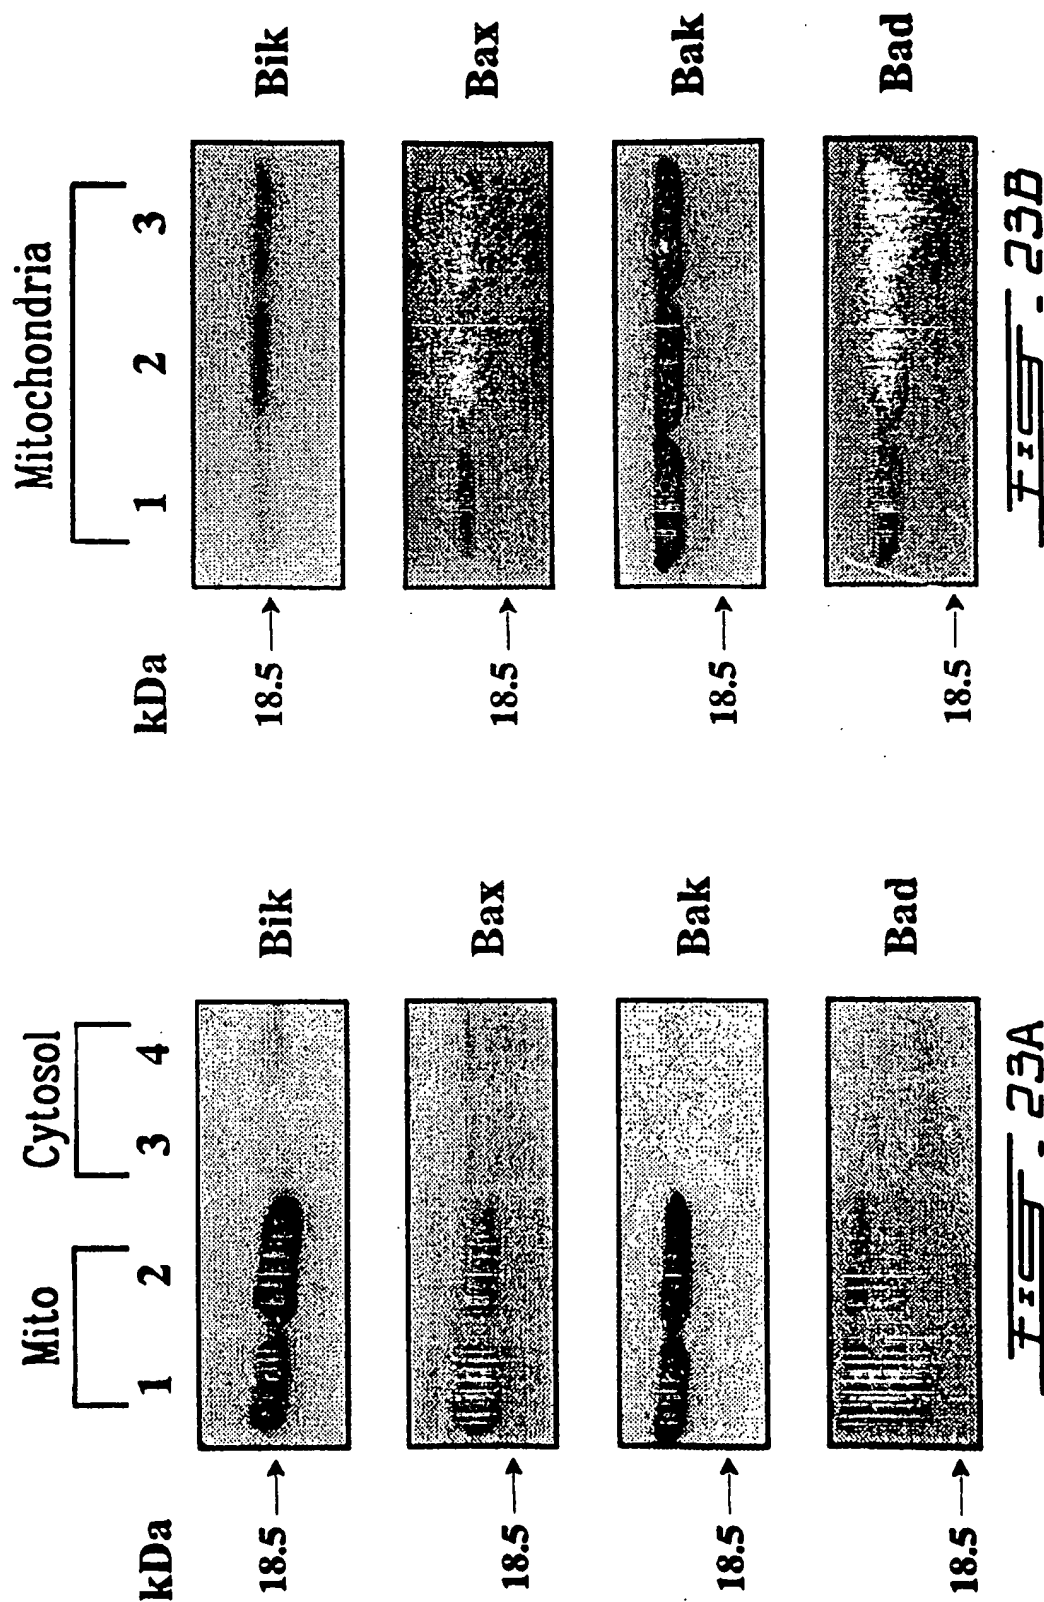 Mito
Cytosol
kDa
1
2
3
4
18.5
Bik
18.5
Bax
18.5
Bak
18.5
Bad
FIG. 23A
Mitochondria
kDa
1
2
3
18.5
Bik
18.5
Bax
18.5
Bak
18.5
Bad
FIG. 23B